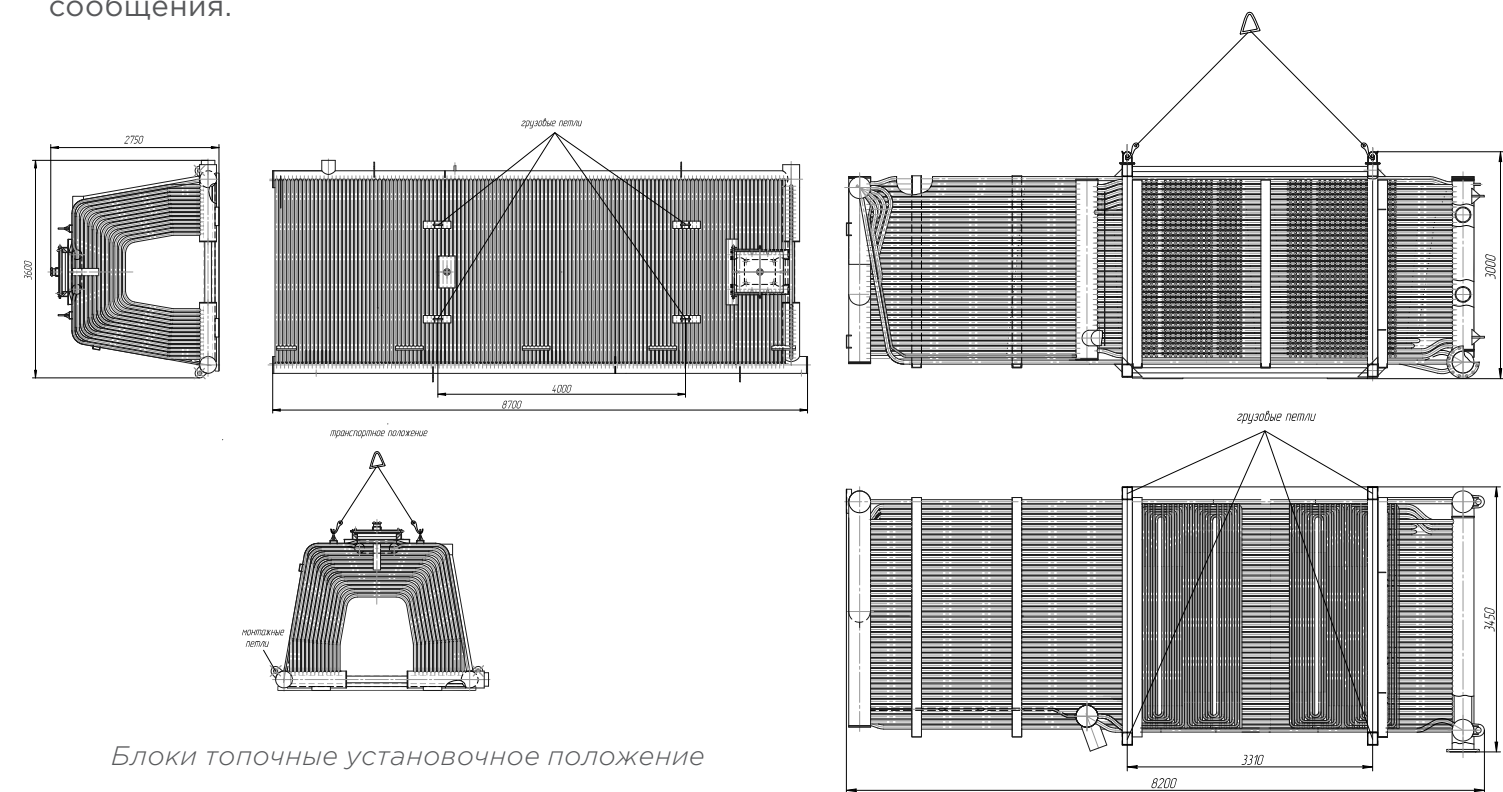 сообщения.
2750
3600
грузовые петли
4000
8700
транспортное положение
монтажные
петли
3000
грузовые петли
3450
3310
8200
Блоки топочные установочное положение